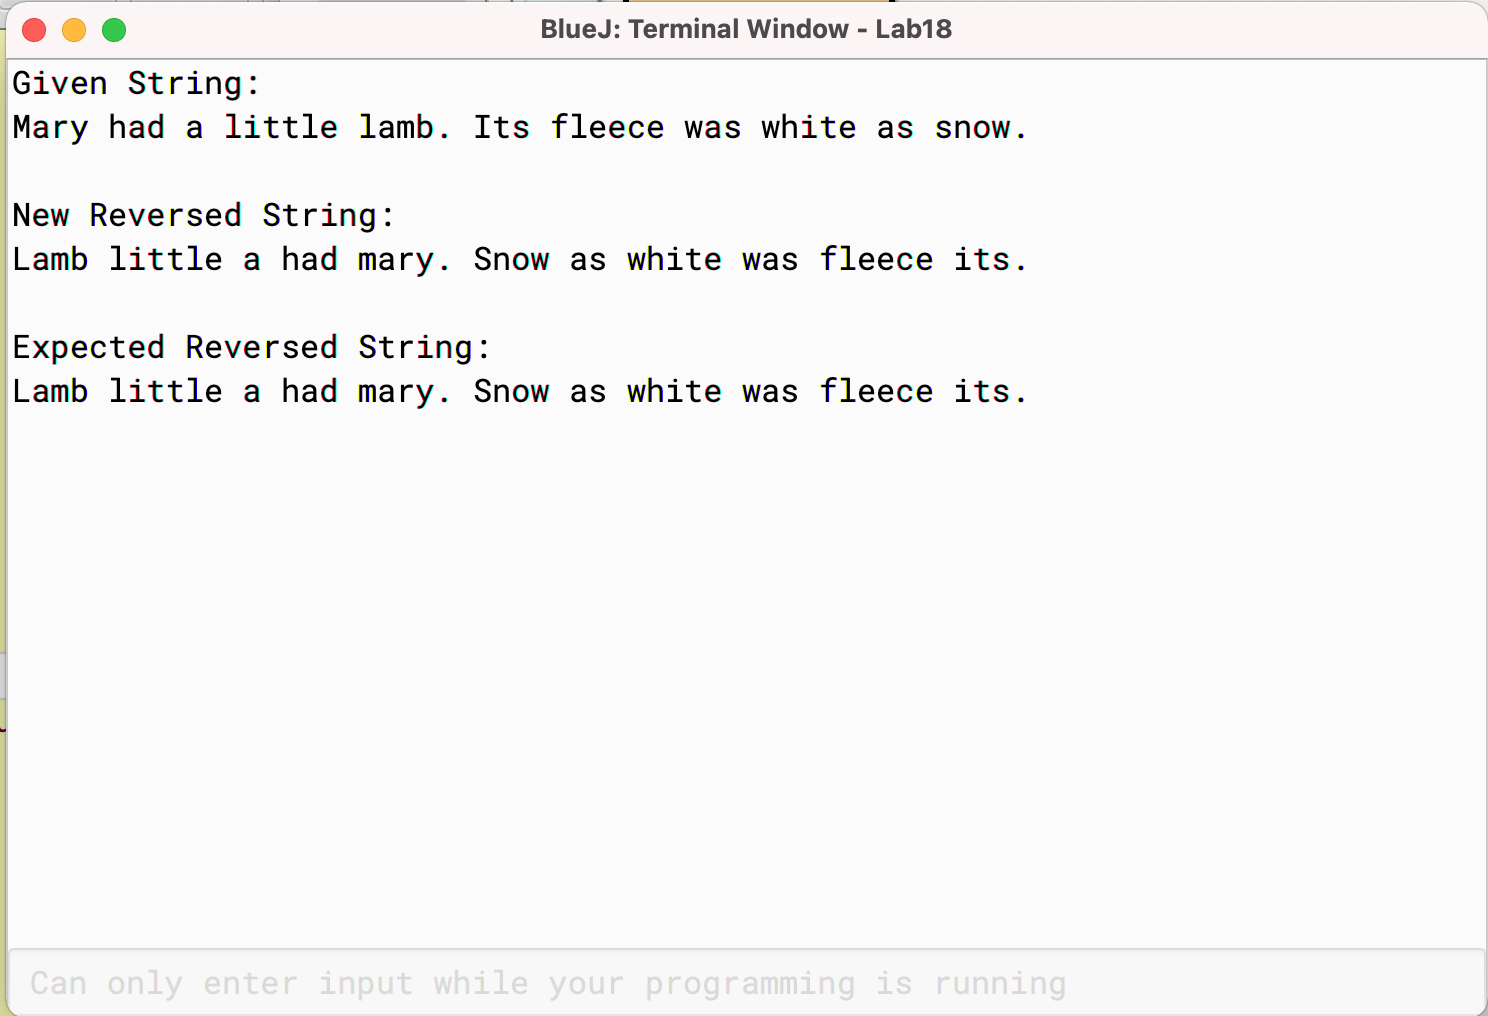 BlueJ: Terminal Window - Lab18
Given String:
Mary had a little lamb. Its fleece was white as snow.
New Reversed String:
Lamb little a had mary. Snow as white was fleece its.
Expected Reversed String:
Lamb little a had mary. Snow as white was fleece its.
Can only enter input while your programming is running